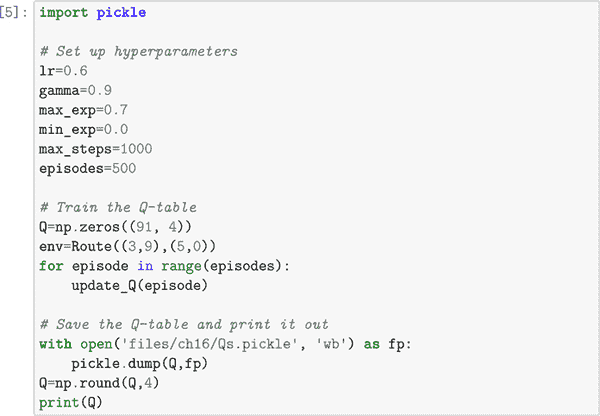 [5]: import pickle
# Set up hyperparameters
lr=0.6
gamma=0.9
max_exp=0.7
min_exp=0.0
max_steps=1000
episodes=500
# Train the Q-table
Q=np.zeros((91, 4))
env=Route((3,9),(5,0))
for episode in range(episodes):
    update_Q(episode)
# Save the Q-table and print it out
with open('files/ch16/Qs.pickle', 'wb') as fp:
    pickle.dump(Q,fp)
Q=np.round(Q,4)
print(Q)